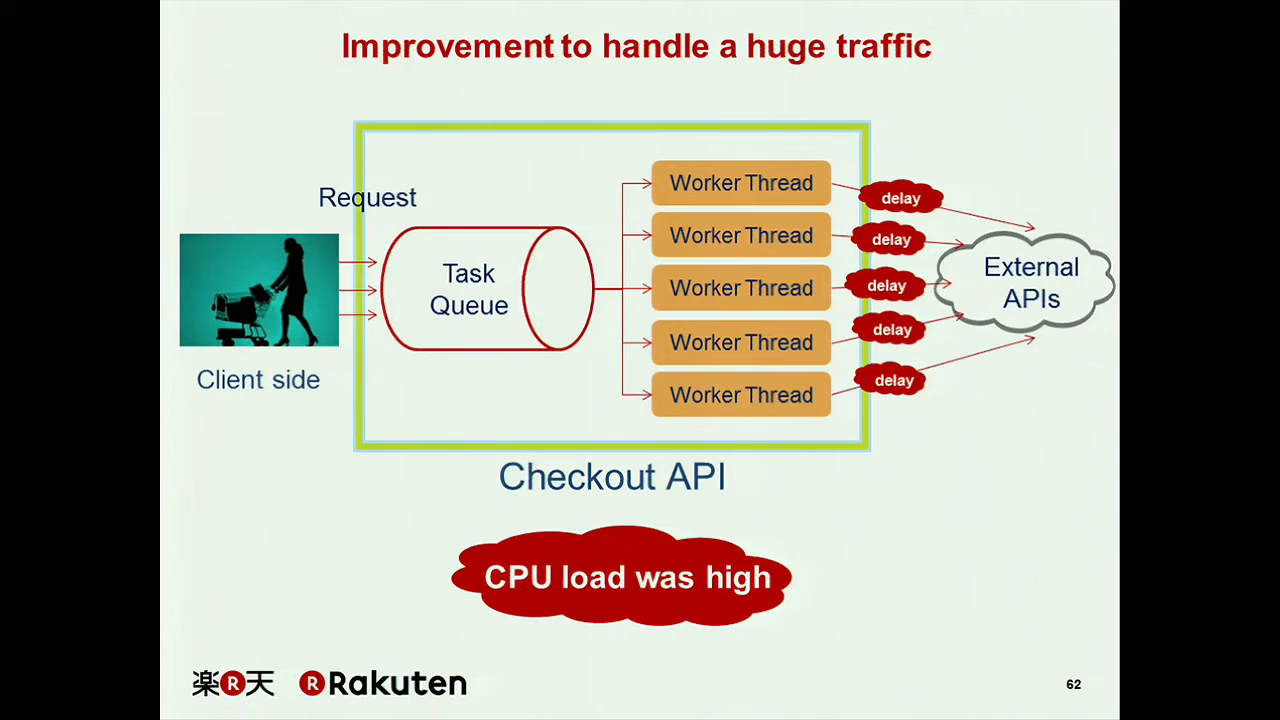 Improvement to handle a huge traffic
Request
Task
Queue
Client side
Worker Thread
Worker Thread
Worker Thread
Worker Thread
Worker Thread
delay
delay
delay
delay
delay
External
APIs
Checkout API
CPU load was high
楽R天 R Rakuten
62